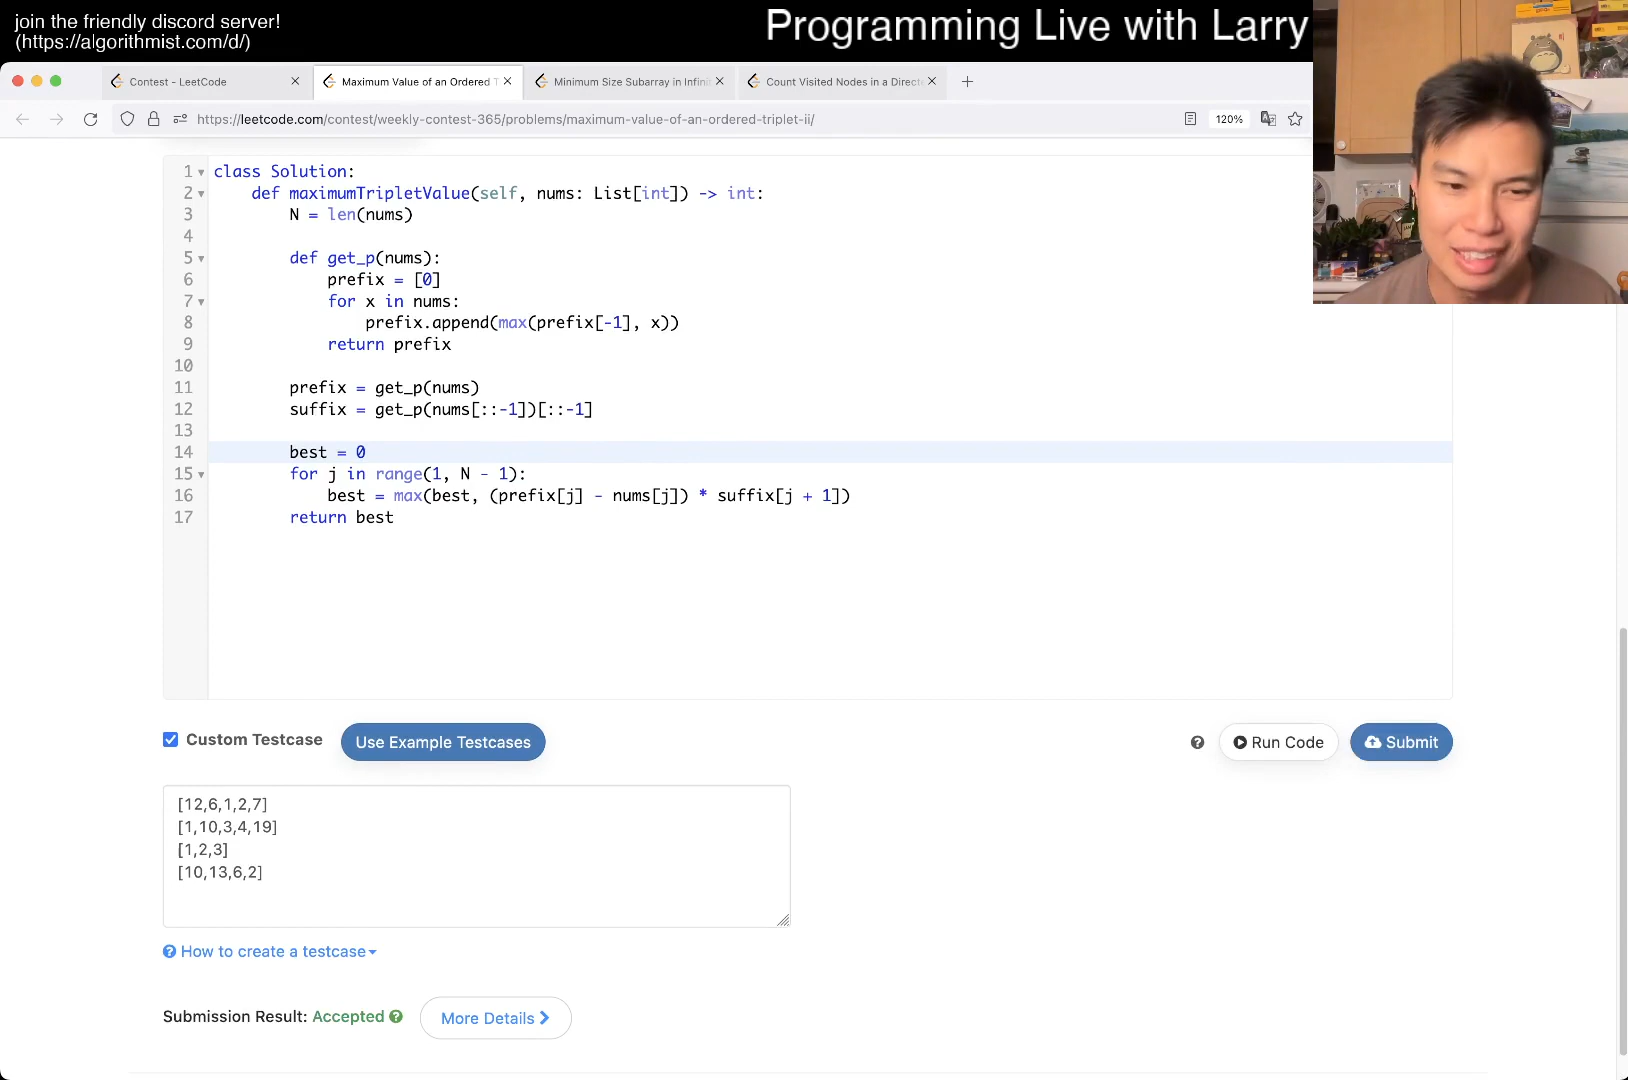 join the friendly discord server!
(https://algorithmist.com/d/)
Programming Live with Larry
Contest - LeetCode
Maximum Value of an Ordered T
Minimum Size Subarray in Infini
Count Visited Nodes in a Directe
https://leetcode.com/contest/weekly-contest-365/problems/maximum-value-of-an-ordered-triplet-ii/
120%
1 class Solution:
2 def maximumTripletValue(self, nums: List[int]) -> int:
3 N = len(nums)
4
5 def get_p(nums):
6 prefix = [0]
7 for x in nums:
8 prefix.append(max(prefix[-1], x))
9 return prefix
10
11 prefix = get_p(nums)
12 suffix = get_p(nums[::-1])[::-1]
13
14 best = 0
15 for j in range(1, N - 1):
16 best = max(best, (prefix[j] - nums[j]) * suffix[j + 1])
17 return best
Custom Testcase
Use Example Testcases
Run Code
Submit
[12,6,1,2,7]
[1,10,3,4,19]
[1,2,3]
[10,13,6,2]
How to create a testcase
Submission Result: Accepted
More Details